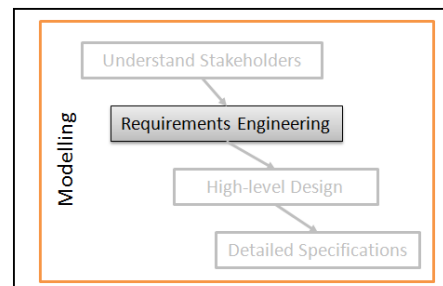 Understand Stakeholders
Requirements Engineering
High-level Design
Detailed Specifications
Modelling